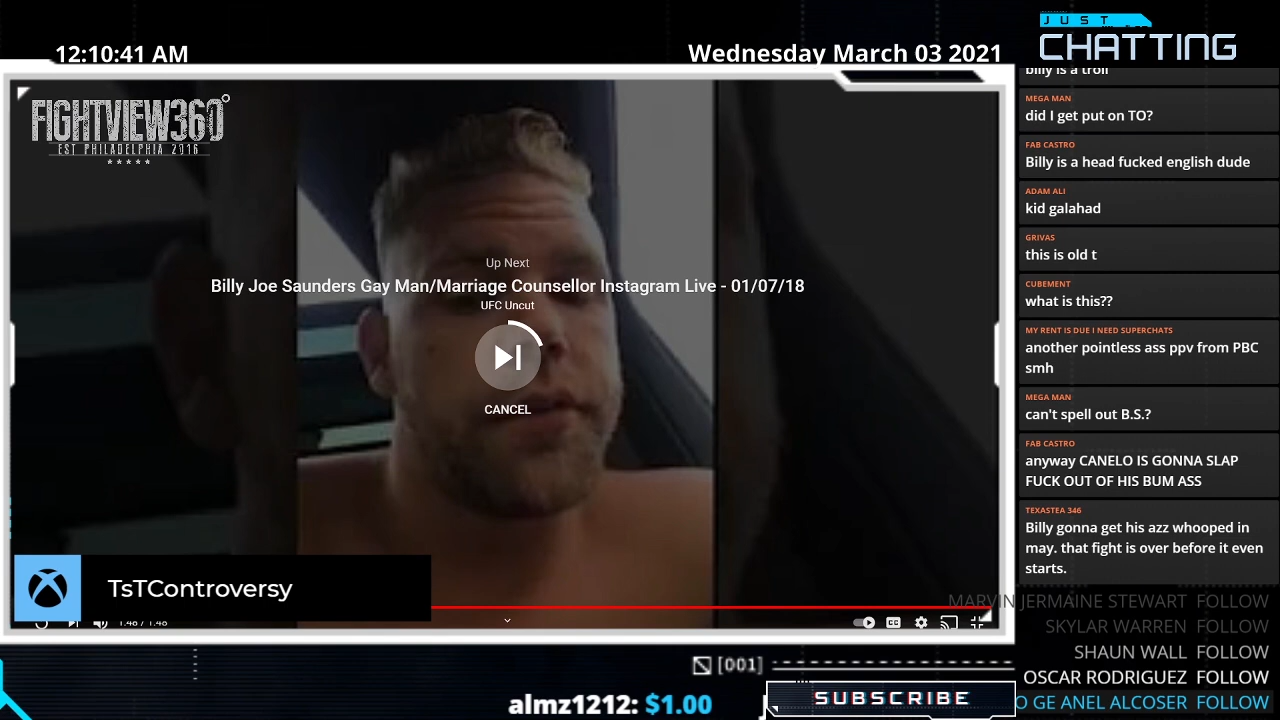 12:10:41 AM
Wednesday March 03 2021
JUST
CHATTING
FIGHTVIEW360°
EST PHILADELPHIA 2016
Up Next
Billy Joe Saunders Gay Man/Marriage Counsellor Instagram Live - 01/07/18
UFC Uncut
CANCEL
TsTControversy
1:48 / 1:48
CC
[001]
almz1212: $1.00
SUBSCRIBE
billy is a troll
MEGA MAN
did I get put on TO?
FAB CASTRO
Billy is a head fucked english dude
ADAM ALI
kid galahad
GRIVAS
this is old t
CUBEMENT
what is this??
MY RENT IS DUE I NEED SUPERCHATS
another pointless ass ppv from PBC
smh
MEGA MAN
can't spell out B.S.?
FAB CASTRO
anyway CANELO IS GONNA SLAP
FUCK OUT OF HIS BUM ASS
TEXASTEA 346
Billy gonna get his azz whooped in
may. that fight is over before it even
starts.
MARVIN JERMAINE STEWART FOLLOW
SKYLAR WARREN FOLLOW
SHAUN WALL FOLLOW
OSCAR RODRIGUEZ FOLLOW
O GE ANEL ALCOSER FOLLOW